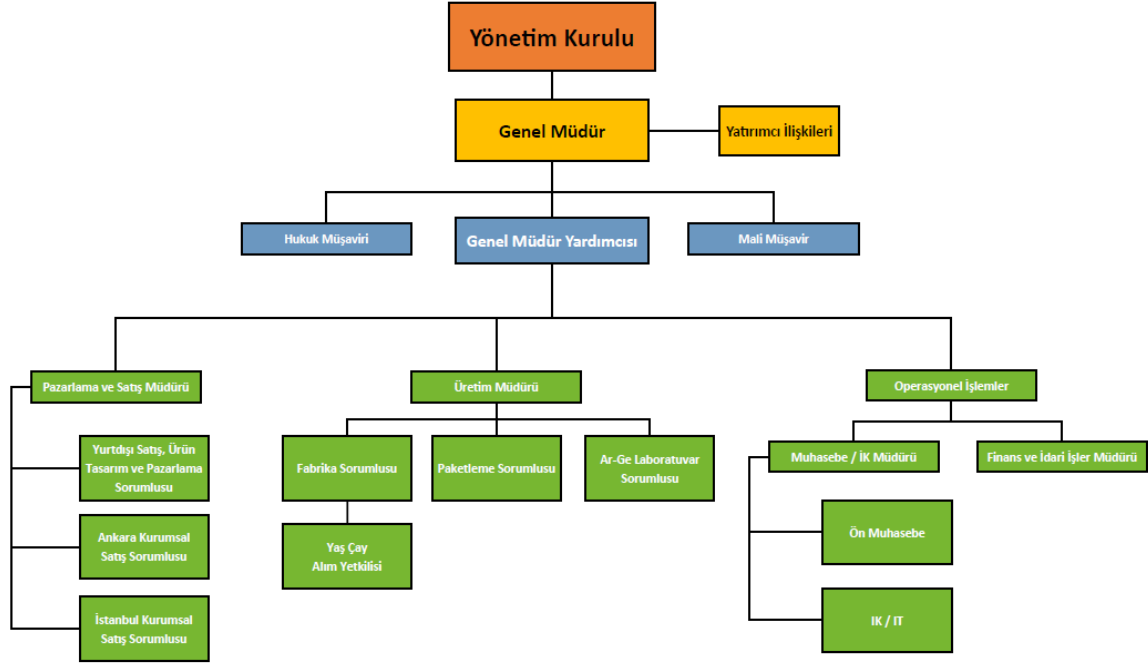 Yönetim Kurulu
Genel Müdür
Yatırımcı İlişkileri
Hukuk Müşaviri
Genel Müdür Yardımcısı
Mali Müşavir
Pazarlama ve Satış Müdürü
Üretim Müdürü
Operasyonel İşlemler
Yurtdışı Satış, Ürün
Tasarım ve Pazarlama
Sorumlusu
Fabrika Sorumlusu
Paketleme Sorumlusu
Ar-Ge Laboratuvar
Sorumlusu
Muhasebe / İK Müdürü
Finans ve İdari İşler Müdürü
Ankara Kurumsal
Satış Sorumlusu
Yaş Çay
Alım Yetkilisi
Ön Muhasebe
İstanbul Kurumsal
Satış Sorumlusu
IK / IT